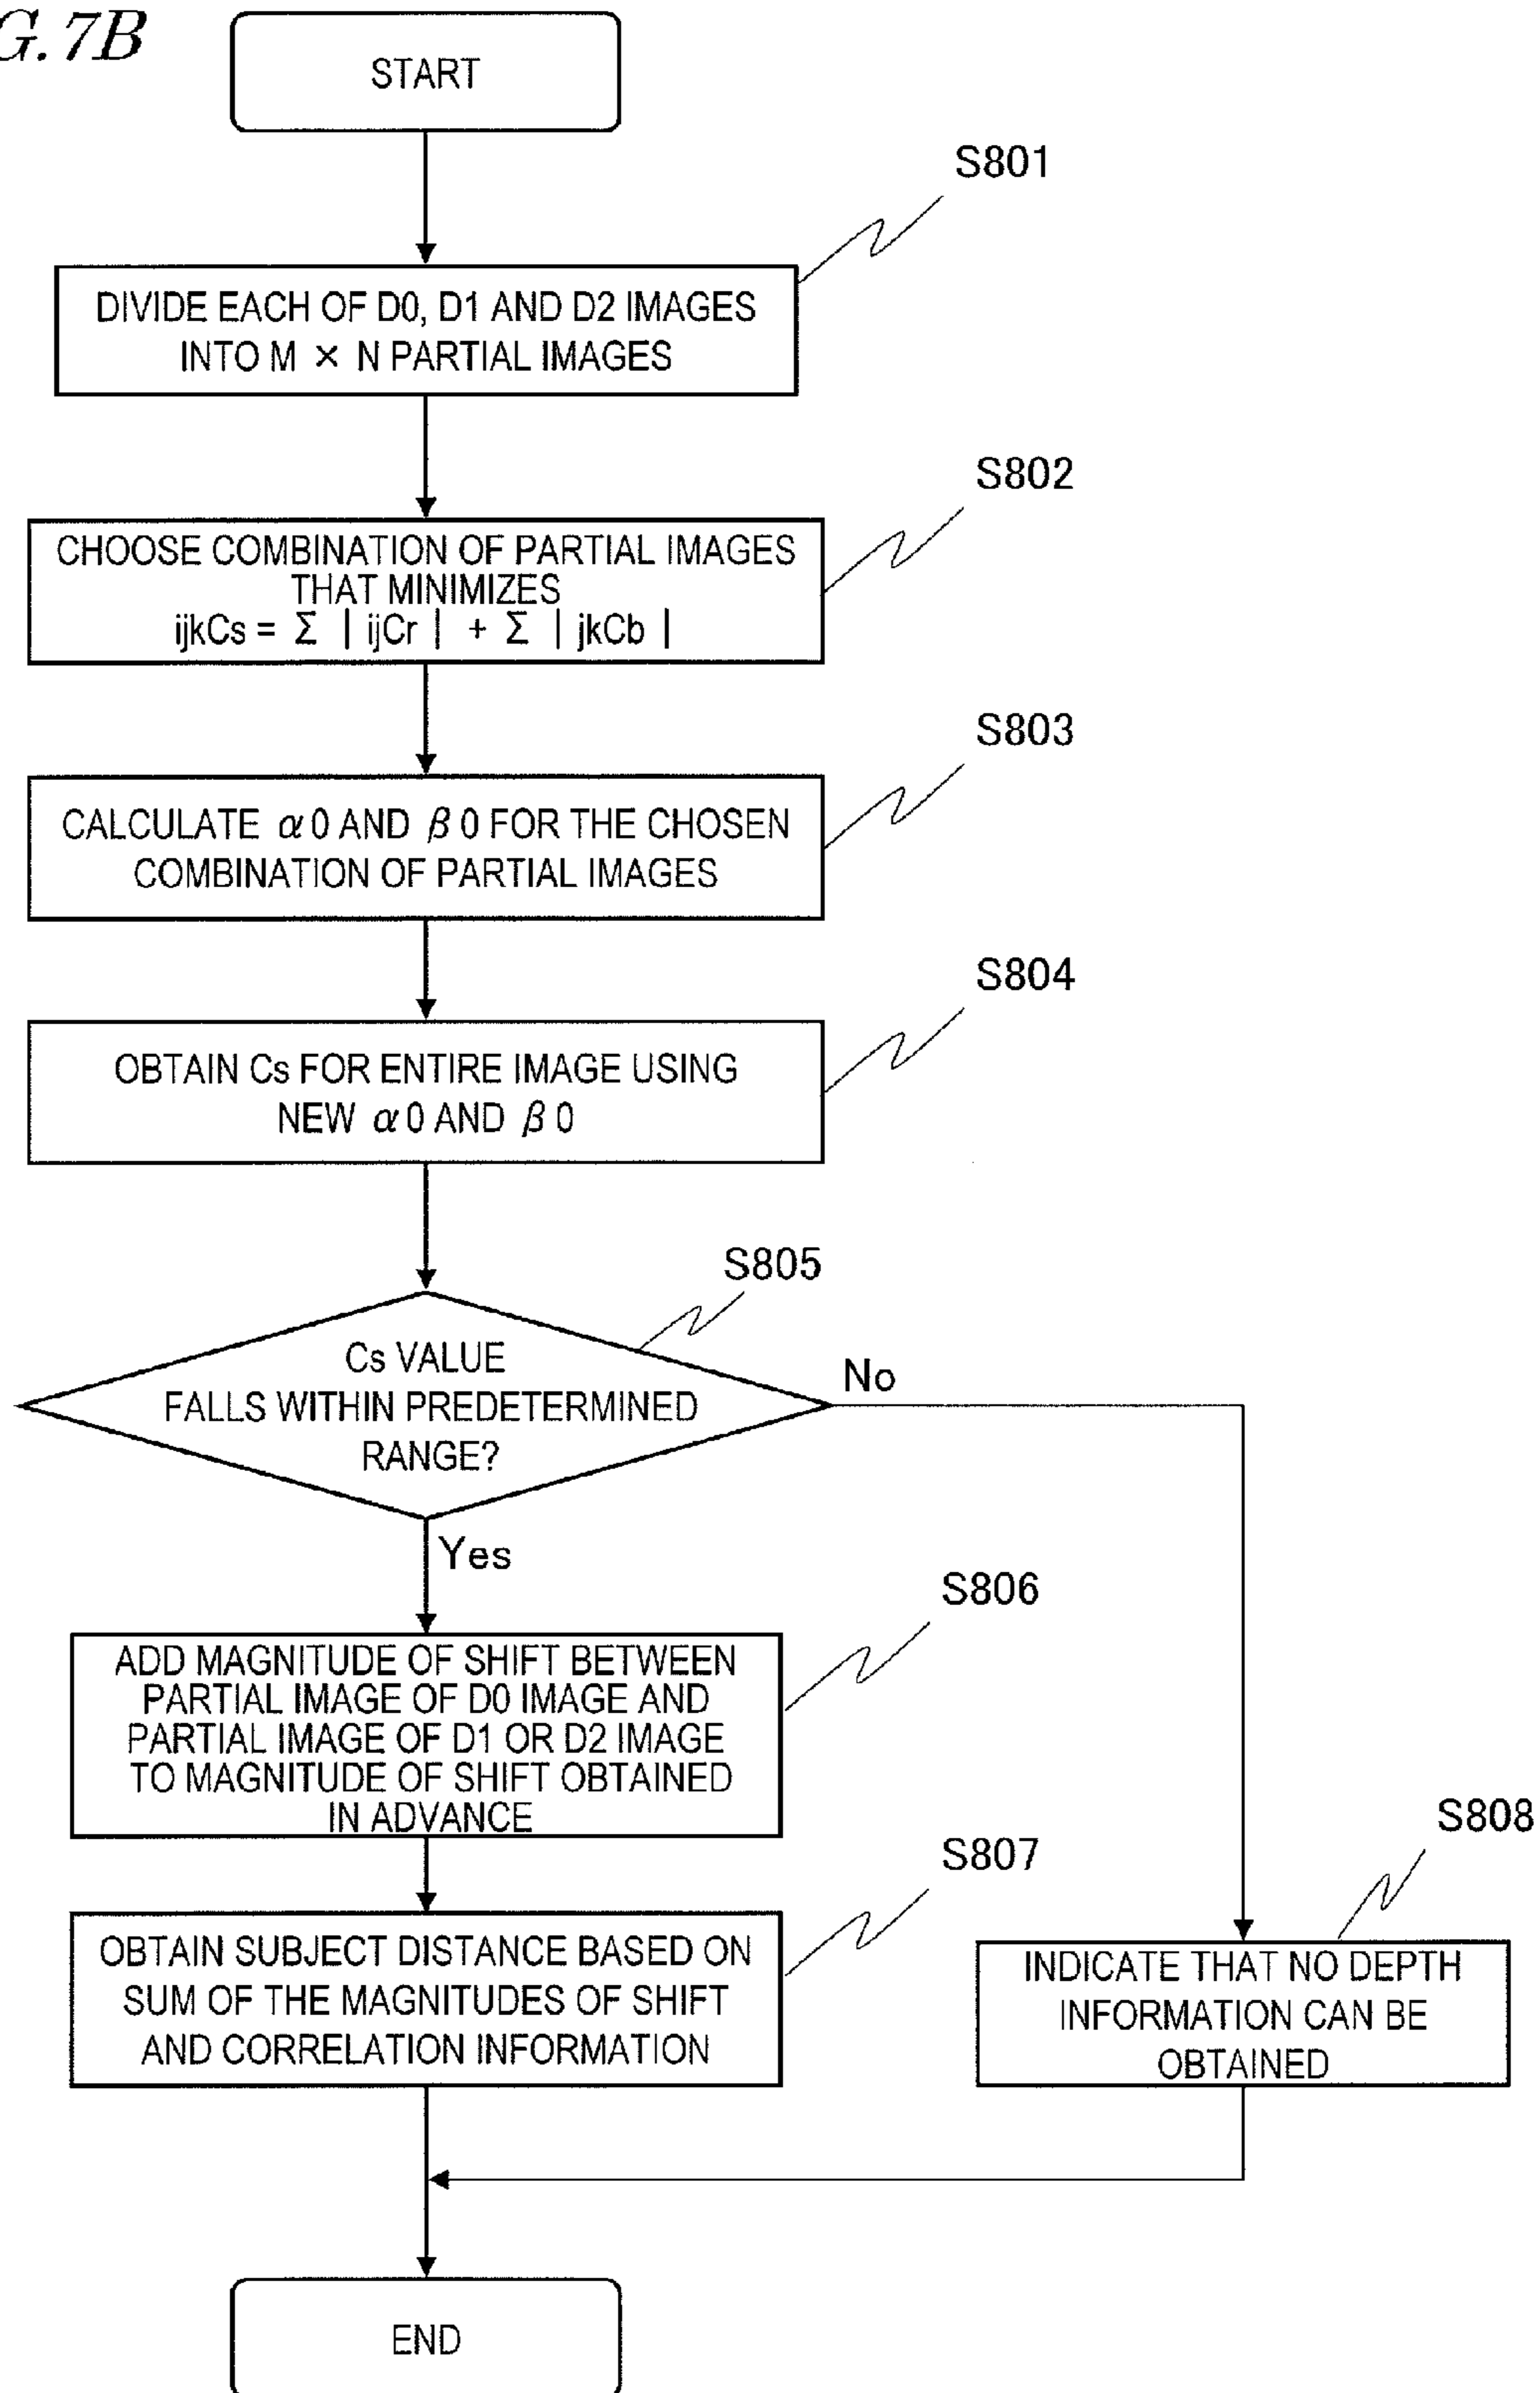 G. 7B
START
S801
DIVIDE EACH OF D0, D1 AND D2 IMAGES
INTO M × N PARTIAL IMAGES
S802
CHOOSE COMBINATION OF PARTIAL IMAGES
THAT MINIMIZES
ijkCs = Σ | ijCr | + Σ | jkCb |
S803
CALCULATE α0 AND β0 FOR THE CHOSEN
COMBINATION OF PARTIAL IMAGES
S804
OBTAIN Cs FOR ENTIRE IMAGE USING
NEW α0 AND β0
S805
Cs VALUE
FALLS WITHIN PREDETERMINED
RANGE?
No
Yes
S806
ADD MAGNITUDE OF SHIFT BETWEEN
PARTIAL IMAGE OF D0 IMAGE AND
PARTIAL IMAGE OF D1 OR D2 IMAGE
TO MAGNITUDE OF SHIFT OBTAINED
IN ADVANCE
S807
OBTAIN SUBJECT DISTANCE BASED ON
SUM OF THE MAGNITUDES OF SHIFT
AND CORRELATION INFORMATION
S808
INDICATE THAT NO DEPTH
INFORMATION CAN BE
OBTAINED
END